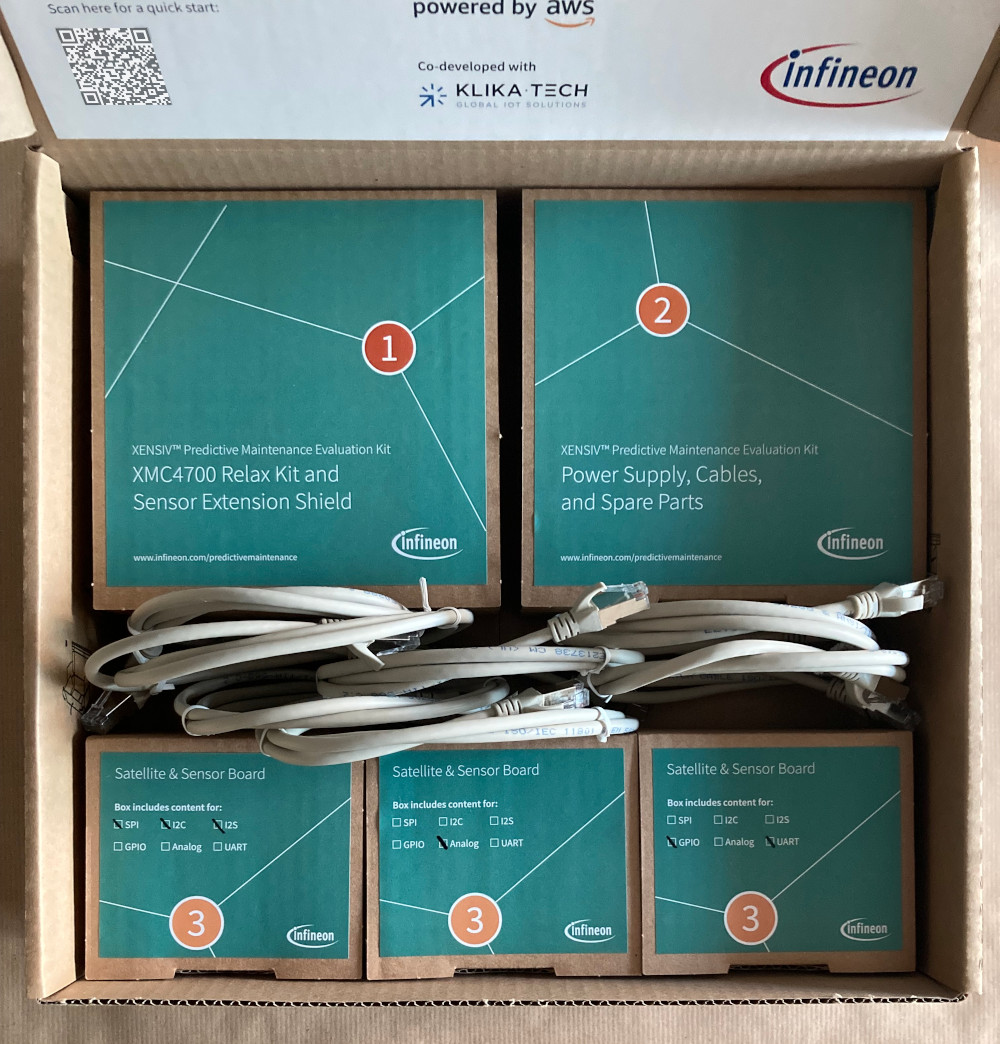 Scan here for a quick start:
powered by aws
Co-developed with
KLIKA·TECH
GLOBAL IOT SOLUTIONS
infineon
1
XENSIV™ Predictive Maintenance Evaluation Kit
XMC4700 Relax Kit and
Sensor Extension Shield
www.infineon.com/predictivemaintenance
infineon
2
XENSIV™ Predictive Maintenance Evaluation Kit
Power Supply, Cables,
and Spare Parts
www.infineon.com/predictivemaintenance
infineon
E213738 CM
ISO/IEC 11801
Satellite & Sensor Board
Box includes content for:
SPI I2C I2S
GPIO Analog UART
3
infineon
Satellite & Sensor Board
Box includes content for:
SPI I2C I2S
GPIO Analog UART
3
infineon
Satellite & Sensor Board
Box includes content for:
SPI I2C I2S
GPIO Analog UART
3
infineon